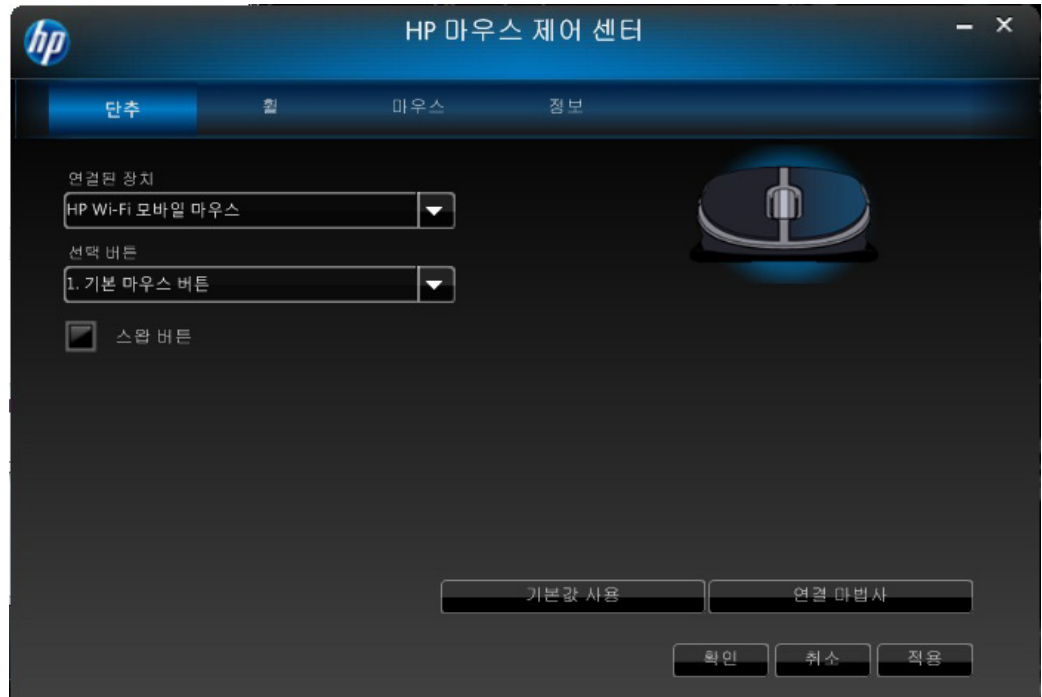 hp
HP 마우스 제어 센터
단추 휠 마우스 정보
연결된 장치
HP Wi-Fi 모바일 마우스
선택 버튼
1. 기본 마우스 버튼
스왑 버튼
기본값 사용 연결 마법사
확인 취소 적용